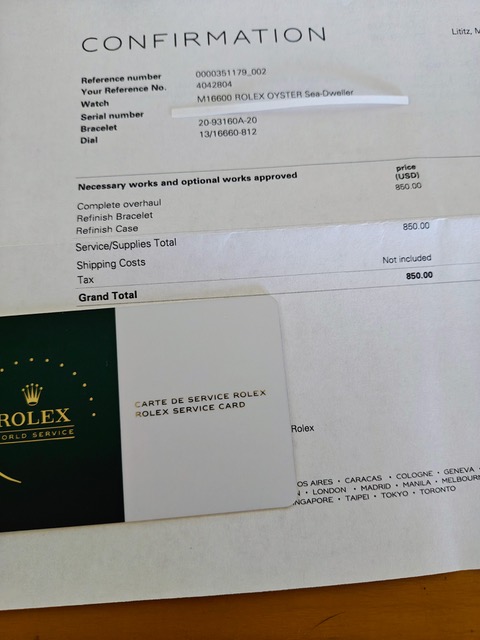 CONFIRMATION
Lititz,
Reference number 0000351179_002
Your Reference No. 4042804
Watch M16600 ROLEX OYSTER Sea-Dweller
Serial number
Bracelet 20-93160A-20
Dial 13/16660-812
Necessary works and optional works approved price
(USD)
Complete overhaul 850.00
Refinish Bracelet
Refinish Case
Service/Supplies Total 850.00
Shipping Costs
Tax Not included
Grand Total 850.00
ROLEX
WORLD SERVICE
CARTE DE SERVICE ROLEX
ROLEX SERVICE CARD
Rolex
OS AIRES • CARACAS • COLOGNE • GENEVA •
N • LONDON • MADRID • MANILA • MELBOURN
NGAPORE • TAIPEI • TOKYO • TORONTO